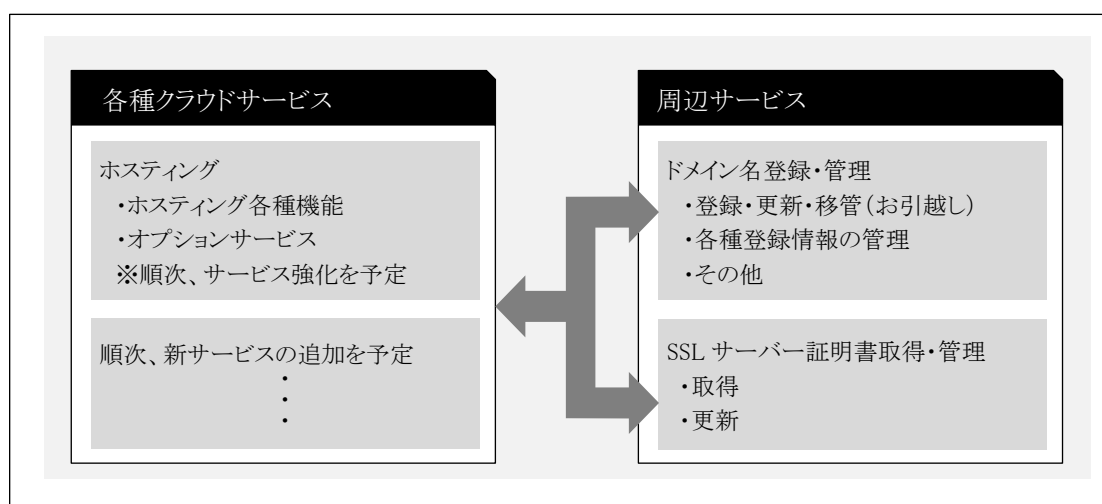 各種クラウドサービス
ホスティング
・ホスティング各種機能
・オプションサービス
※順次、サービス強化を予定
順次、新サービスの追加を予定
・
・
・
周辺サービス
ドメイン名登録・管理
・登録・更新・移管(お引越し)
・各種登録情報の管理
・その他
SSL サーバー証明書取得・管理
・取得
・更新